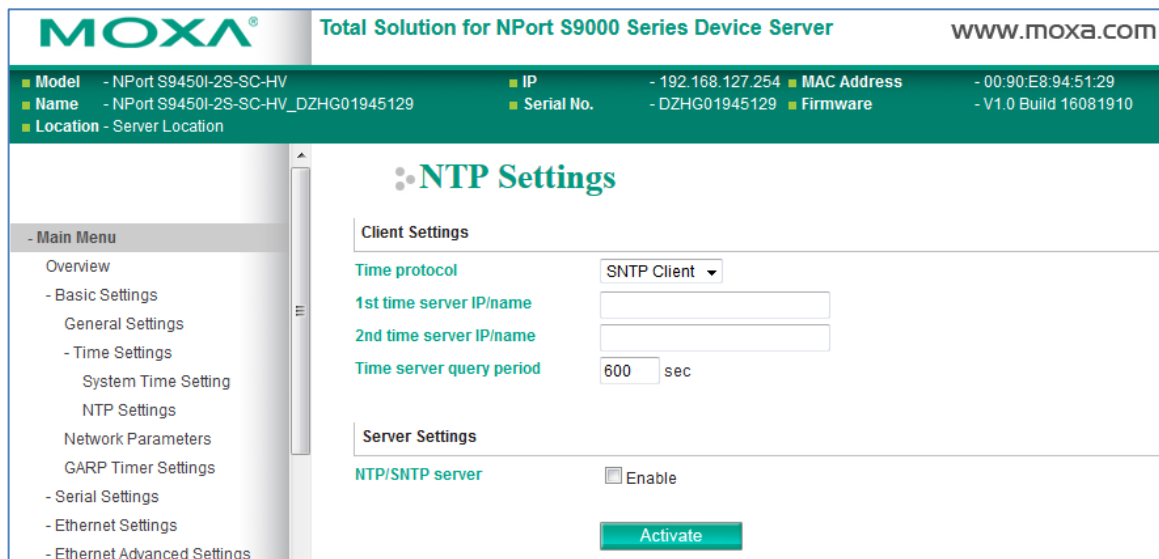 MOXA® Total Solution for NPort S9000 Series Device Server www.moxa.com
Model - NPort S9450I-2S-SC-HV IP - 192.168.127.254 MAC Address - 00:90:E8:94:51:29
Name - NPort S9450I-2S-SC-HV_DZHG01945129 Serial No. - DZHG01945129 Firmware - V1.0 Build 16081910
Location - Server Location
- Main Menu
Overview
- Basic Settings
General Settings
- Time Settings
System Time Setting
NTP Settings
Network Parameters
GARP Timer Settings
- Serial Settings
- Ethernet Settings
- Ethernet Advanced Settings
NTP Settings
Client Settings
Time protocol SNTP Client
1st time server IP/name
2nd time server IP/name
Time server query period 600 sec
Server Settings
NTP/SNTP server Enable
Activate